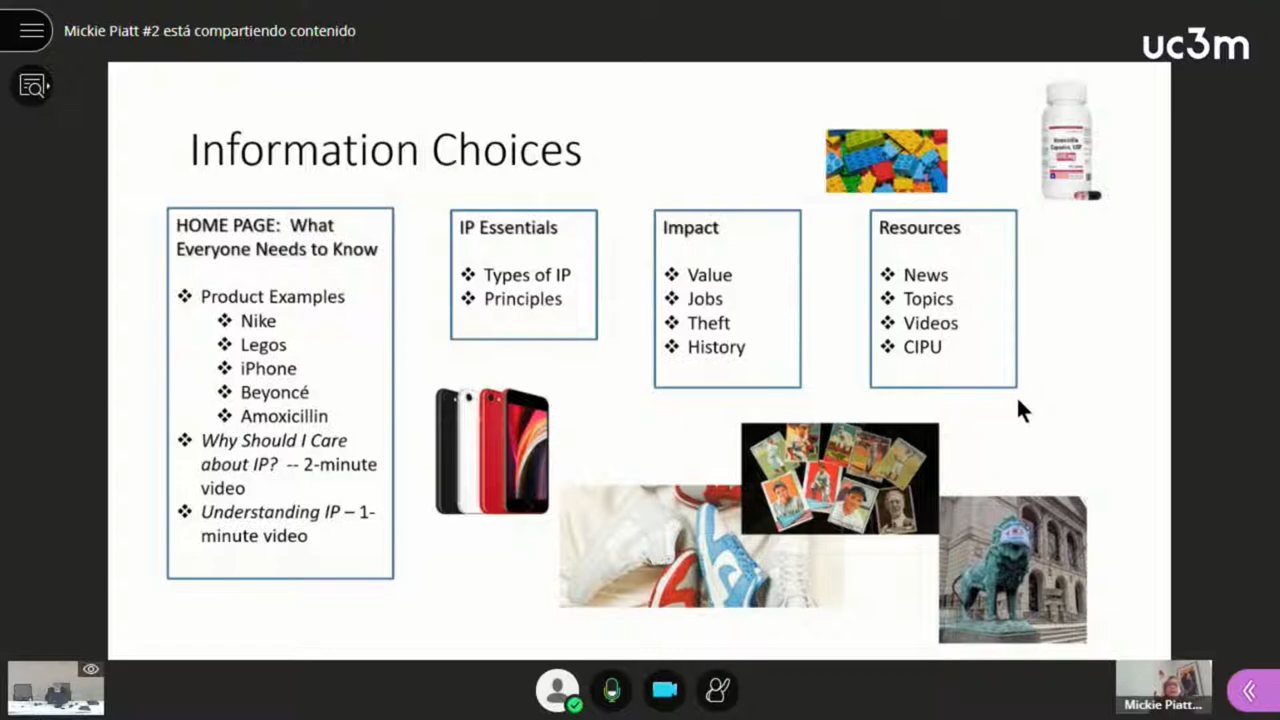 Mickie Piatt #2 está compartiendo contenido
uc3m
Information Choices
HOME PAGE: What
Everyone Needs to Know
❖ Product Examples
❖ Nike
❖ Legos
❖ iPhone
❖ Beyoncé
❖ Amoxicillin
❖ Why Should I Care
about IP? -- 2-minute
video
❖ Understanding IP – 1-
minute video
IP Essentials
❖ Types of IP
❖ Principles
Impact
❖ Value
❖ Jobs
❖ Theft
❖ History
Resources
❖ News
❖ Topics
❖ Videos
❖ CIPU
Mickie Piatt...